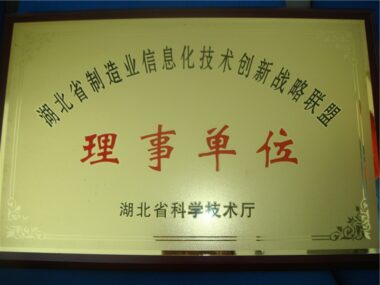 湖北省制造业信息化技术创新战略联盟
理事单位
湖北省科学技术厅